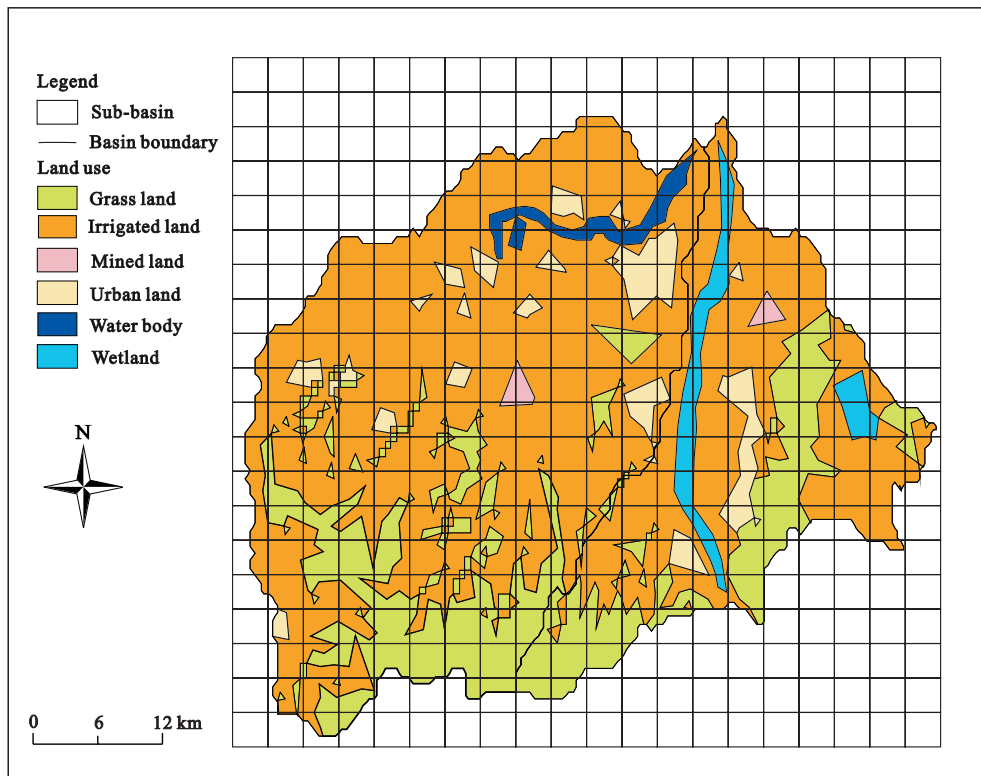 Legend
Sub-basin
Basin boundary
Land use
Grass land
Irrigated land
Mined land
Urban land
Water body
Wetland
N
0 6 12 km